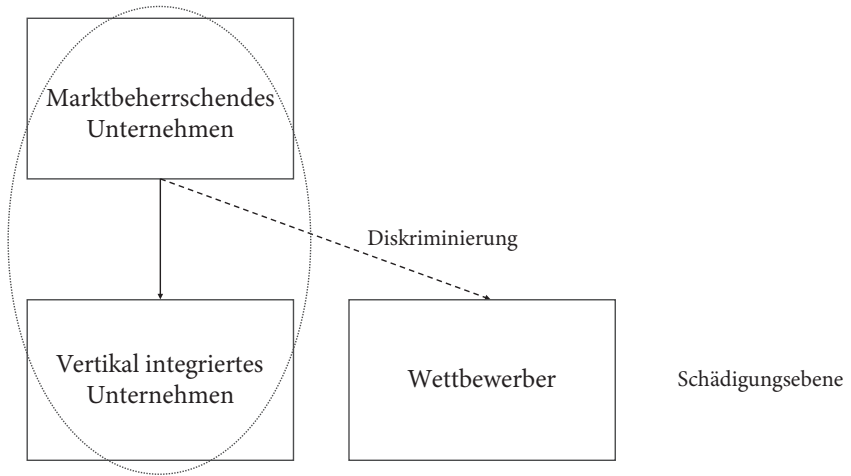 Marktbeherrschendes
Unternehmen
Diskriminierung
Vertikal integriertes
Unternehmen
Wettbewerber
Schädigungsebene